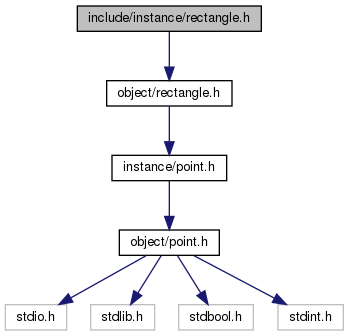 include/instance/rectangle.h
object/rectangle.h
instance/point.h
object/point.h
stdio.h
stdlib.h
stdbool.h
stdint.h